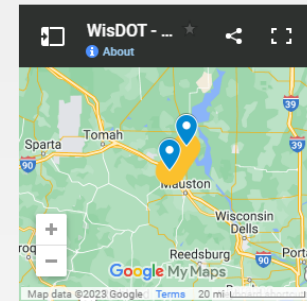 WisDOT - ...
About
39
Tomah
Sparta
90
39
Mauston
Wisconsin
Dells
Reedsburg
90
Google My Maps
Map data ©2023 Google
Terms
20 mi